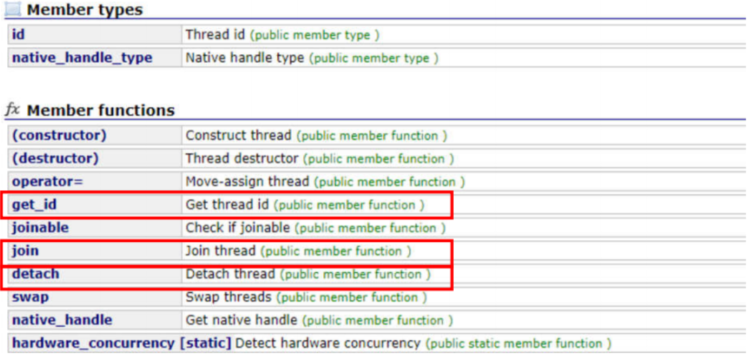 Member types
id Thread id (public member type )
native_handle_type Native handle type (public member type )
fx Member functions
(constructor) Construct thread (public member function )
(destructor) Thread destructor (public member function )
operator= Move-assign thread (public member function )
get_id Get thread id (public member function )
joinable Check if joinable (public member function )
join Join thread (public member function )
detach Detach thread (public member function )
swap Swap threads (public member function )
native_handle Get native handle (public member function )
hardware_concurrency [static] Detect hardware concurrency (public static member function )